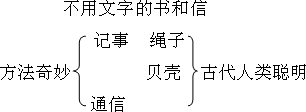 不用文字的书和信
记事 绳子
方法奇妙 贝壳 古代人类聪明
通信